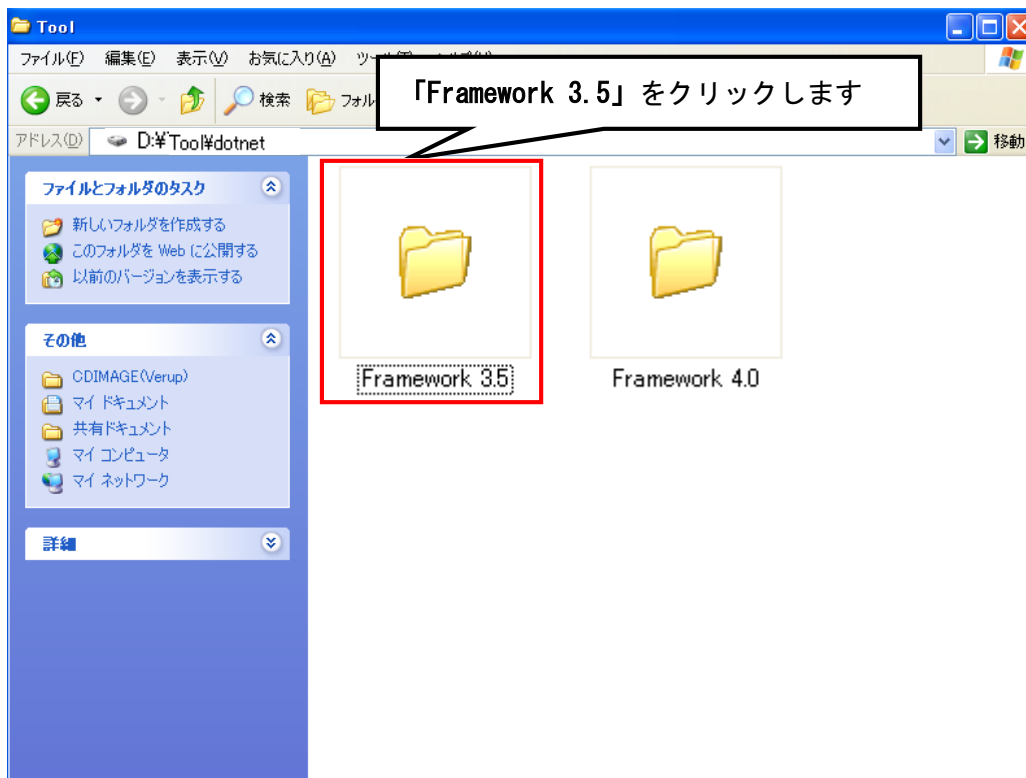 Tool
ファイル(F) 編集(E) 表示(V) お気に入り(A)
「Framework 3.5」をクリックします
戻る 検索 フォル
アドレス(D) D:¥Tool¥dotnet 移動
ファイルとフォルダのタスク
新しいフォルダを作成する
このフォルダを Web に公開する
以前のバージョンを表示する
その他
CDIMAGE(Verup)
マイ ドキュメント
共有ドキュメント
マイ コンピュータ
マイ ネットワーク
詳細
Framework 3.5
Framework 4.0